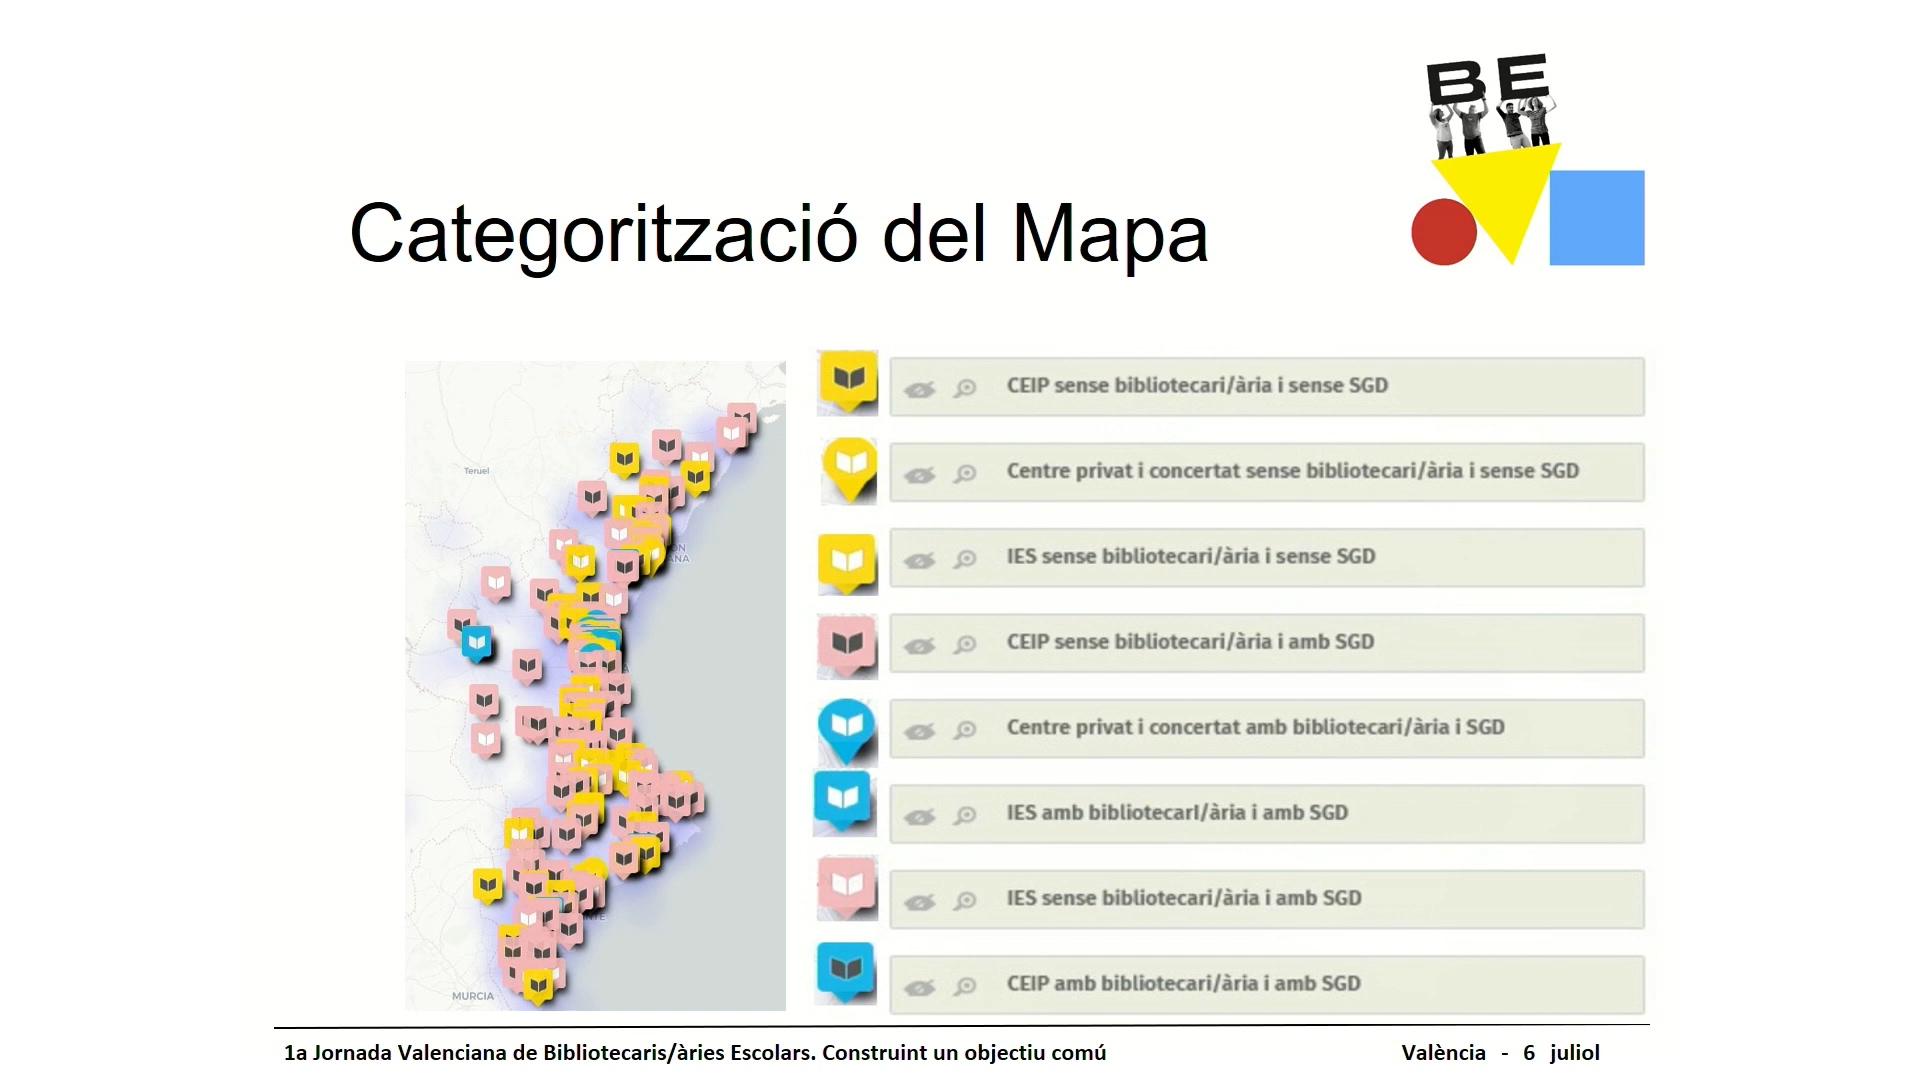 BE
Categorització del Mapa
Teruel
MURCIA
CEIP sense bibliotecari/ària i sense SGD
Centre privat i concertat sense bibliotecari/ària i sense SGD
IES sense bibliotecari/ària i sense SGD
CEIP sense bibliotecari/ària i amb SGD
Centre privat i concertat amb bibliotecari/ària i SGD
IES amb bibliotecarI/ària i amb SGD
IES sense bibliotecari/ària i amb SGD
CEIP amb bibliotecari/ària i amb SGD
1a Jornada Valenciana de Bibliotecaris/àries Escolars. Construint un objectiu comú
València - 6 juliol